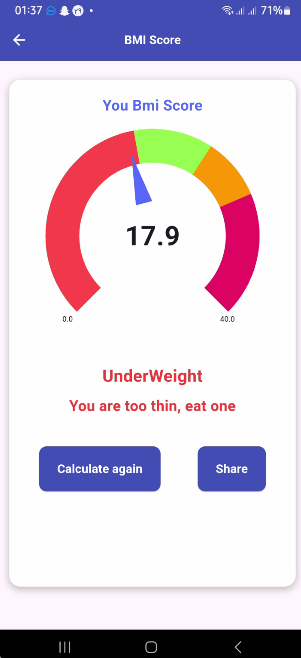 01:37 71%
BMI Score
You Bmi Score
17.9
0.0 40.0
UnderWeight
You are too thin, eat one
Calculate again Share